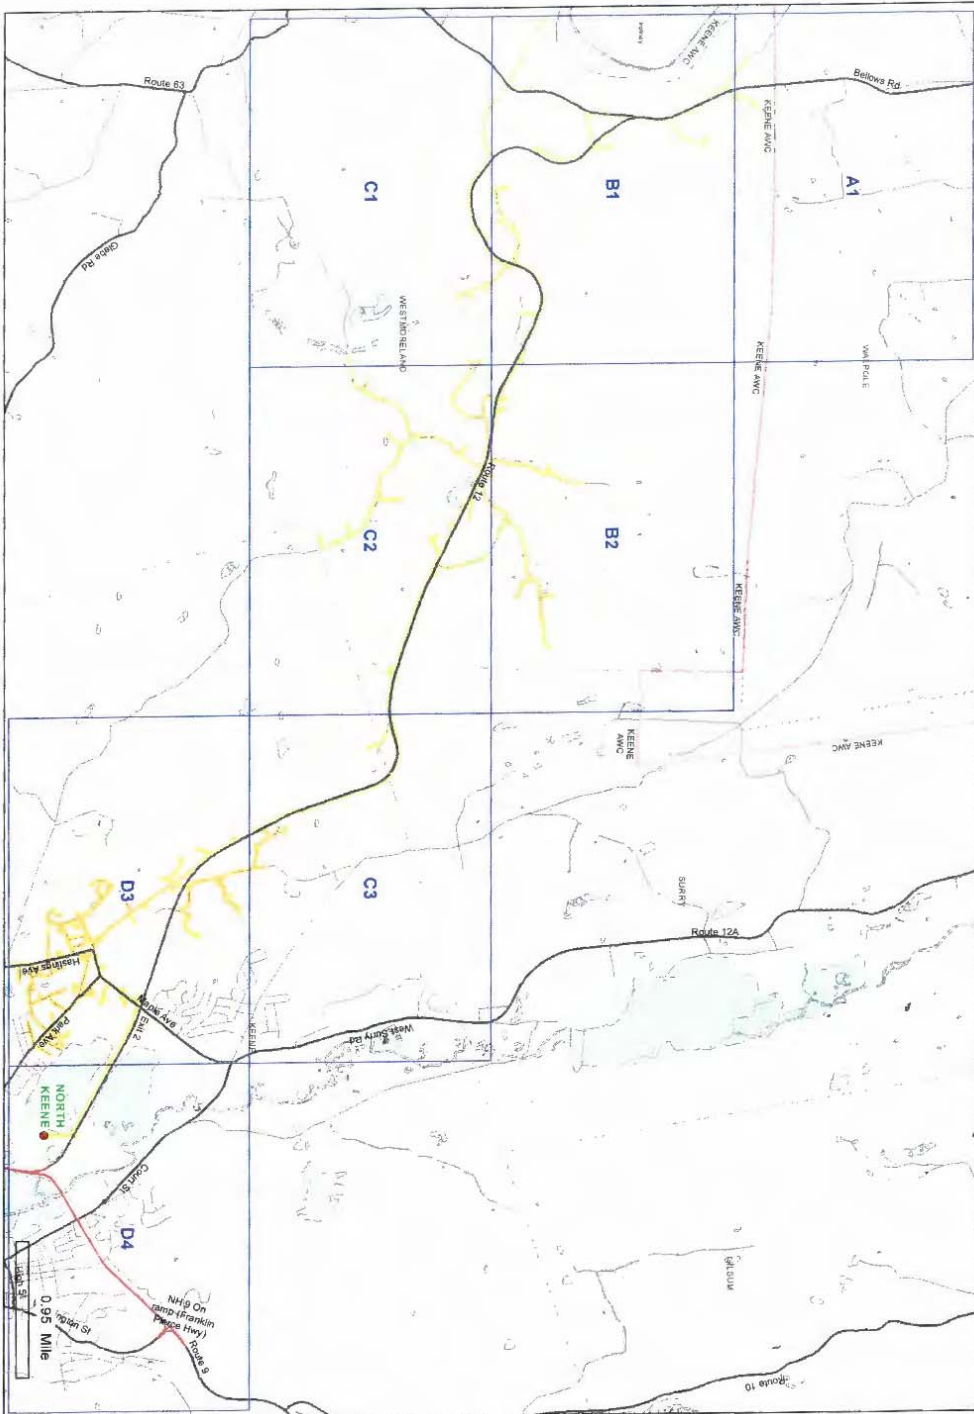 KEENE AWC
Bellows Rd
KEENE AWC
Route 63
A1
B1
C1
Glebe Rd
WESTMORELAND
KEENE AWC
WALPOLE
Route 12
C2
B2
KEENE AWC
KEENE
AWC
KEENE AWC
D3
C3
SURRY
Route 12A
Hastings Ave
Park Ave
Maple Ave
Exit 2
KEENE
West Surry Rd
NORTH
KEENE
Court St
D4
GILSUM
High St
0.95 Mile
NH 9 On
ramp (Franklin
Pierce Hwy)
Route 9
Route 10